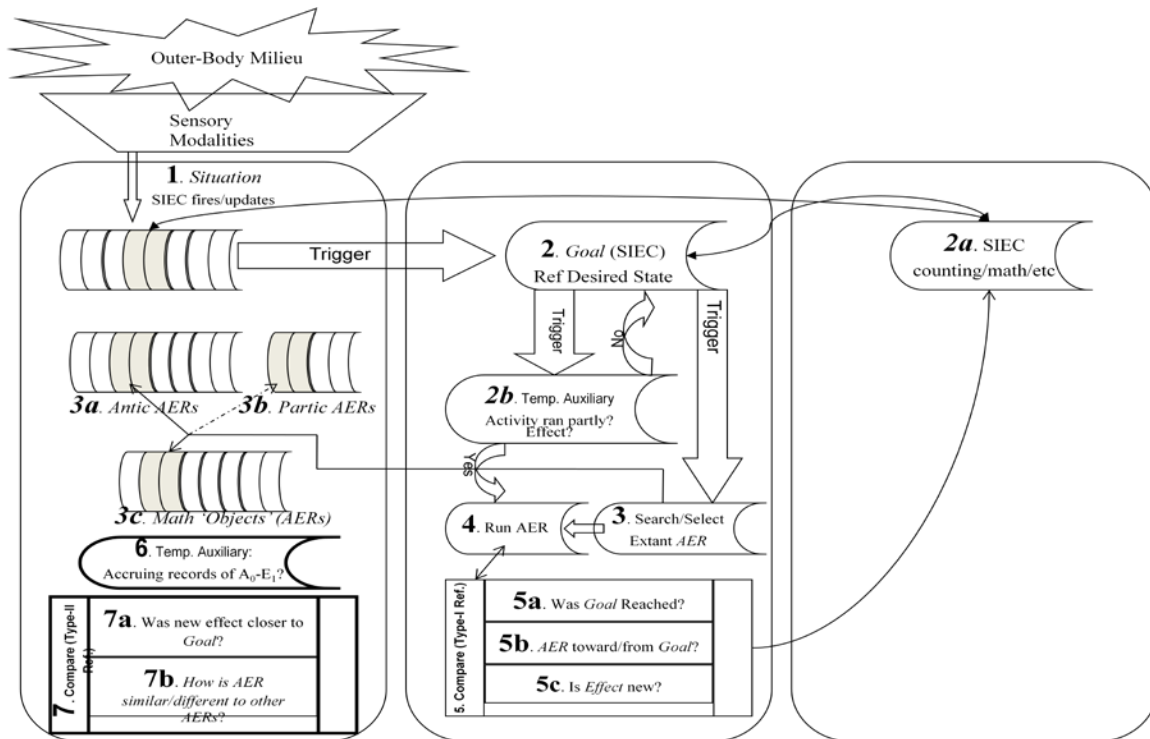 Outer-Body Milieu
Sensory
Modalities
1. Situation
SIEC fires/updates
Trigger
2. Goal (SIEC)
Ref Desired State
2a. SIEC
counting/math/etc
Trigger
No
Trigger
3a. Antic AERs
3b. Partic AERs
2b. Temp. Auxiliary
Activity ran partly?
Effect?
Yes
3c. Math ‘Objects’ (AERs)
4. Run AER
3. Search/Select
Extant AER
6. Temp. Auxiliary:
Accruing records of A₀-E₁?
7. Compare (Type-II
Ref.)
7a. Was new effect closer to
Goal?
7b. How is AER
similar/different to other
AERs?
5. Compare (Type-I Ref.)
5a. Was Goal Reached?
5b. AER toward/from Goal?
5c. Is Effect new?